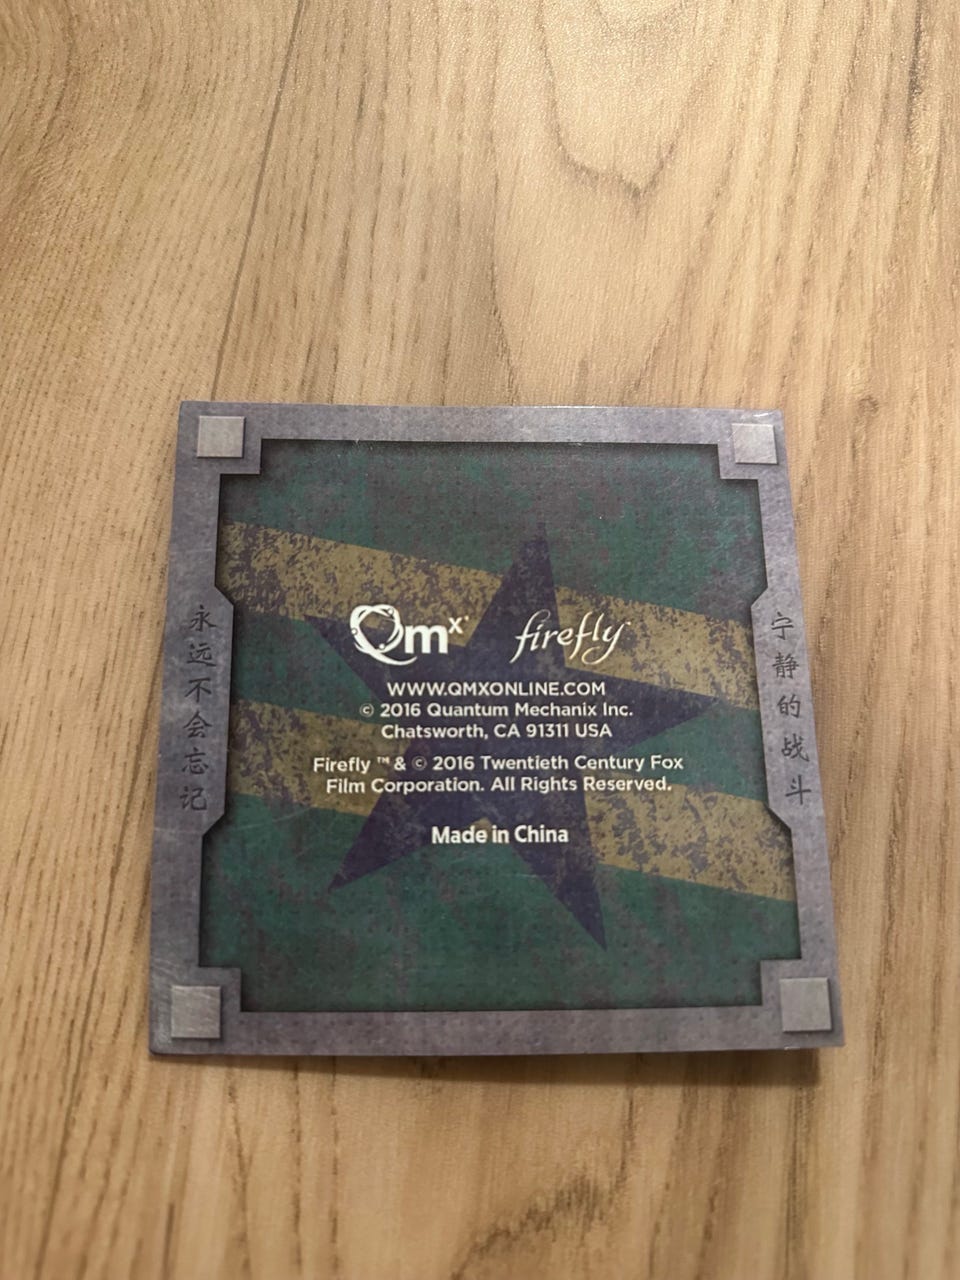 Qmx firefly™
WWW.QMXONLINE.COM
© 2016 Quantum Mechanix Inc.
Chatsworth, CA 91311 USA
Firefly ™ & © 2016 Twentieth Century Fox
Film Corporation. All Rights Reserved.
Made in China
永远不会忘记
宁静的战斗